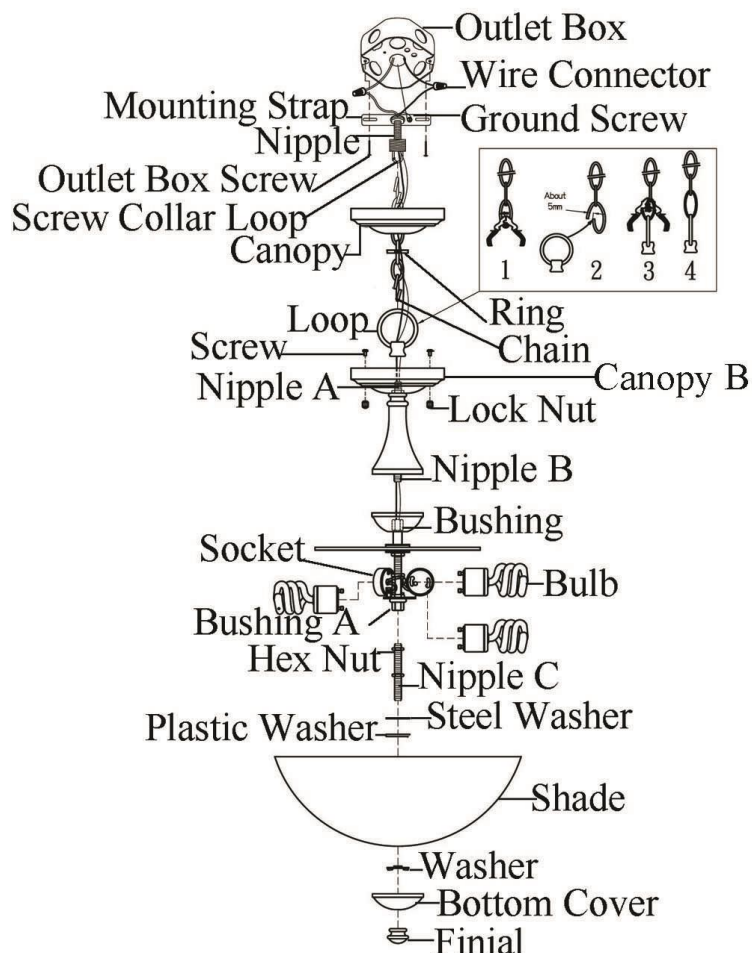 Outlet Box
Wire Connector
Mounting Strap
Ground Screw
Nipple
Outlet Box Screw
Screw Collar Loop
Canopy
About
5mm
1 2 3 4
Ring
Loop
Chain
Screw
Canopy B
Nipple A
Lock Nut
Nipple B
Bushing
Socket
Bulb
Bushing A
Hex Nut
Nipple C
Steel Washer
Plastic Washer
Shade
Washer
Bottom Cover
Finial